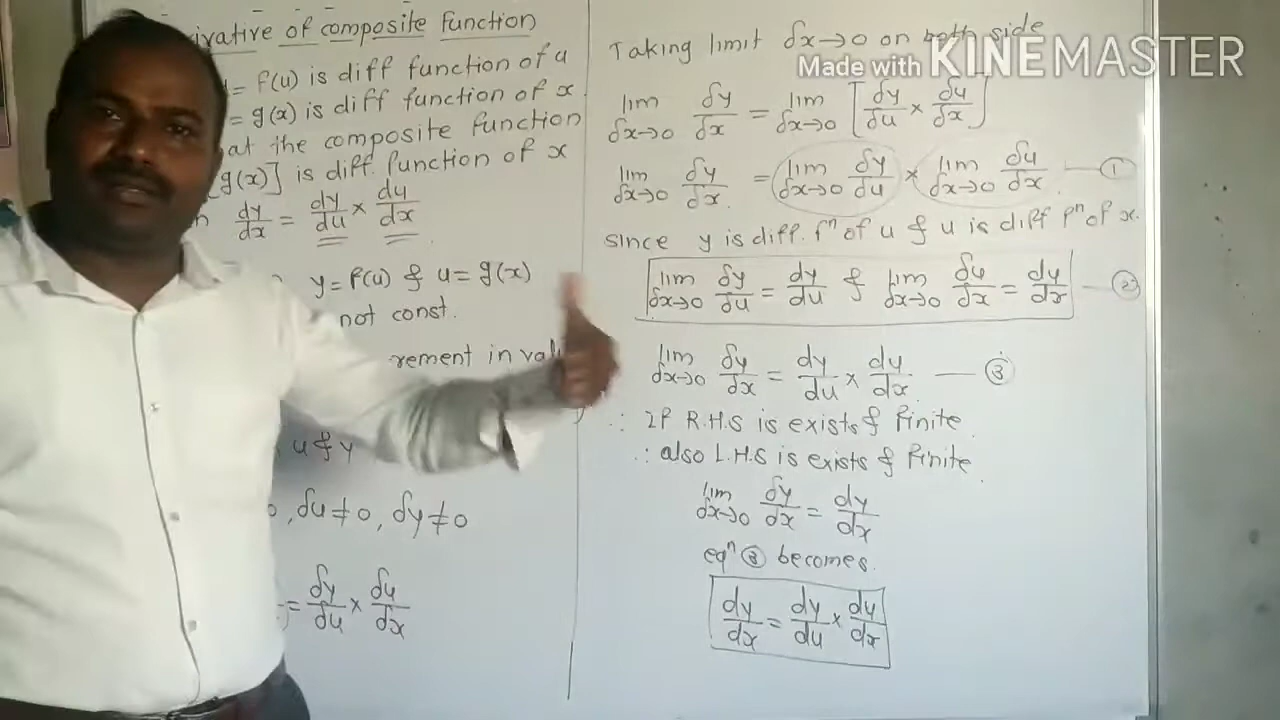 ivative of composite function
= f(u) is diff function of u
= g(x) is diff function of x
at the composite function
g(x)] is diff. function of x
dy/dx = dy/du × du/dx
y = f(u) & u = g(x)
not const.
rement in val
u & y
, δu ≠ 0, δy ≠ 0
= δy/δu × δu/δx
Taking limit δx→0 on both side
lim δx→0 δy/δx = lim δx→0 [δy/δu × δu/δx]
lim δx→0 δy/δx = lim δx→0 δy/δu × lim δx→0 δu/δx — ①
since y is diff. fⁿ of u & u is diff fⁿ of x.
lim δx→0 δy/δu = dy/du & lim δx→0 δu/δx = du/dx — ②
lim δx→0 δy/δx = dy/du × du/dx — ③
∴ If R.H.S is exists & finite
∴ also L.H.S is exists & finite
lim δx→0 δy/δx = dy/dx
eqⁿ ③ becomes.
dy/dx = dy/du × du/dx
Made with KINEMASTER